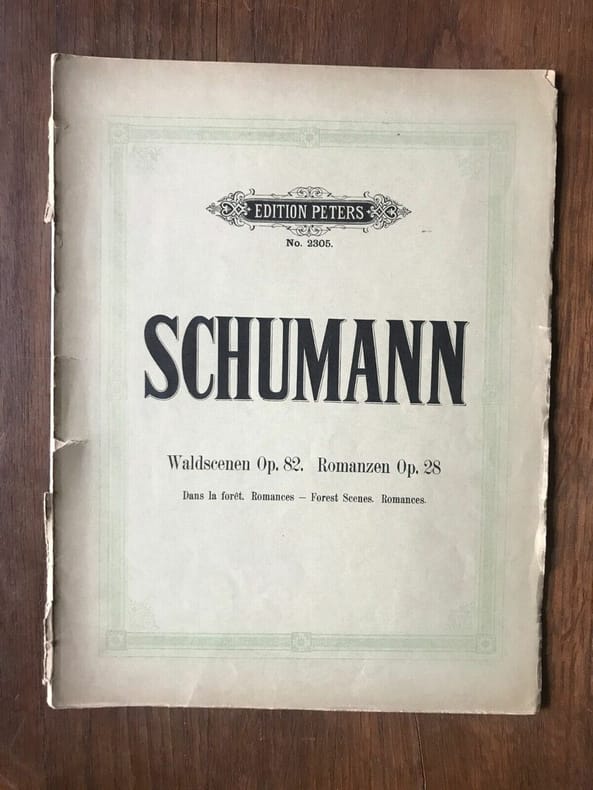 EDITION PETERS
No. 2305.
SCHUMANN
Waldscenen Op. 82. Romanzen Op. 28
Dans la forêt. Romances — Forest Scenes. Romances.